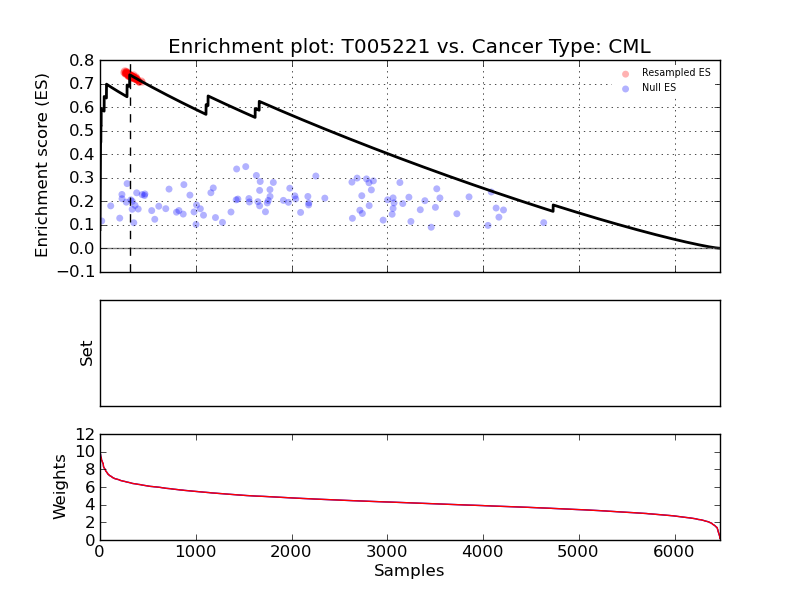 Enrichment plot: T005221 vs. Cancer Type: CML
0.8
0.7
0.6
0.5
0.4
0.3
0.2
0.1
0.0
−0.1
Enrichment score (ES)
Resampled ES
Null ES
Set
12
10
8
6
4
2
0
Weights
0 1000 2000 3000 4000 5000 6000
Samples